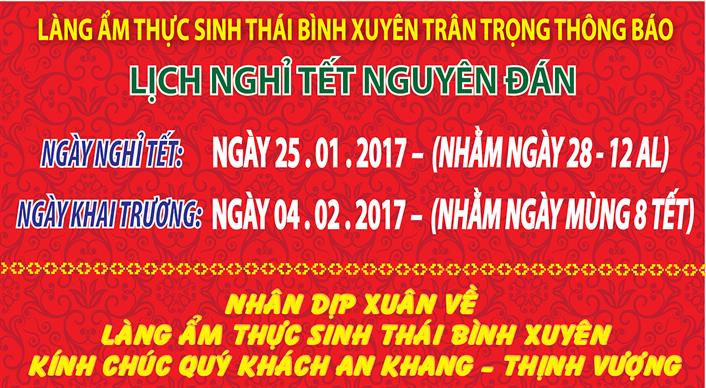 LÀNG ẨM THỰC SINH THÁI BÌNH XUYÊN TRÂN TRỌNG THÔNG BÁO
LỊCH NGHỈ TẾT NGUYÊN ĐÁN
NGÀY NGHỈ TẾT: NGÀY 25 . 01 . 2017 – (NHẰM NGÀY 28 - 12 AL)
NGÀY KHAI TRƯƠNG: NGÀY 04 . 02 . 2017 – (NHẰM NGÀY MÙNG 8 TẾT)
NHÂN DỊP XUÂN VỀ
LÀNG ẨM THỰC SINH THÁI BÌNH XUYÊN
KÍNH CHÚC QUÝ KHÁCH AN KHANG - THỊNH VƯỢNG